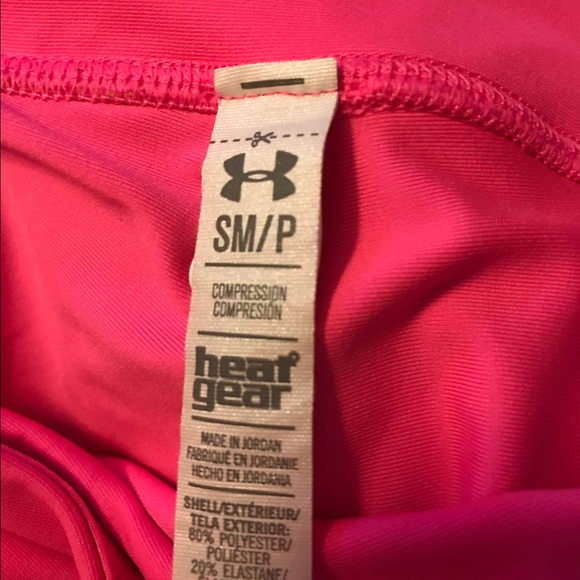 SM/P
COMPRESSION
COMPRESIÓN
heat
gear
MADE IN JORDAN
FABRIQUÉ EN JORDANIE
HECHO EN JORDANIA
SHELL/EXTÉRIEUR/
TELA EXTERIOR:
80% POLYESTER/
POLIÉSTER
20% ELASTANE/